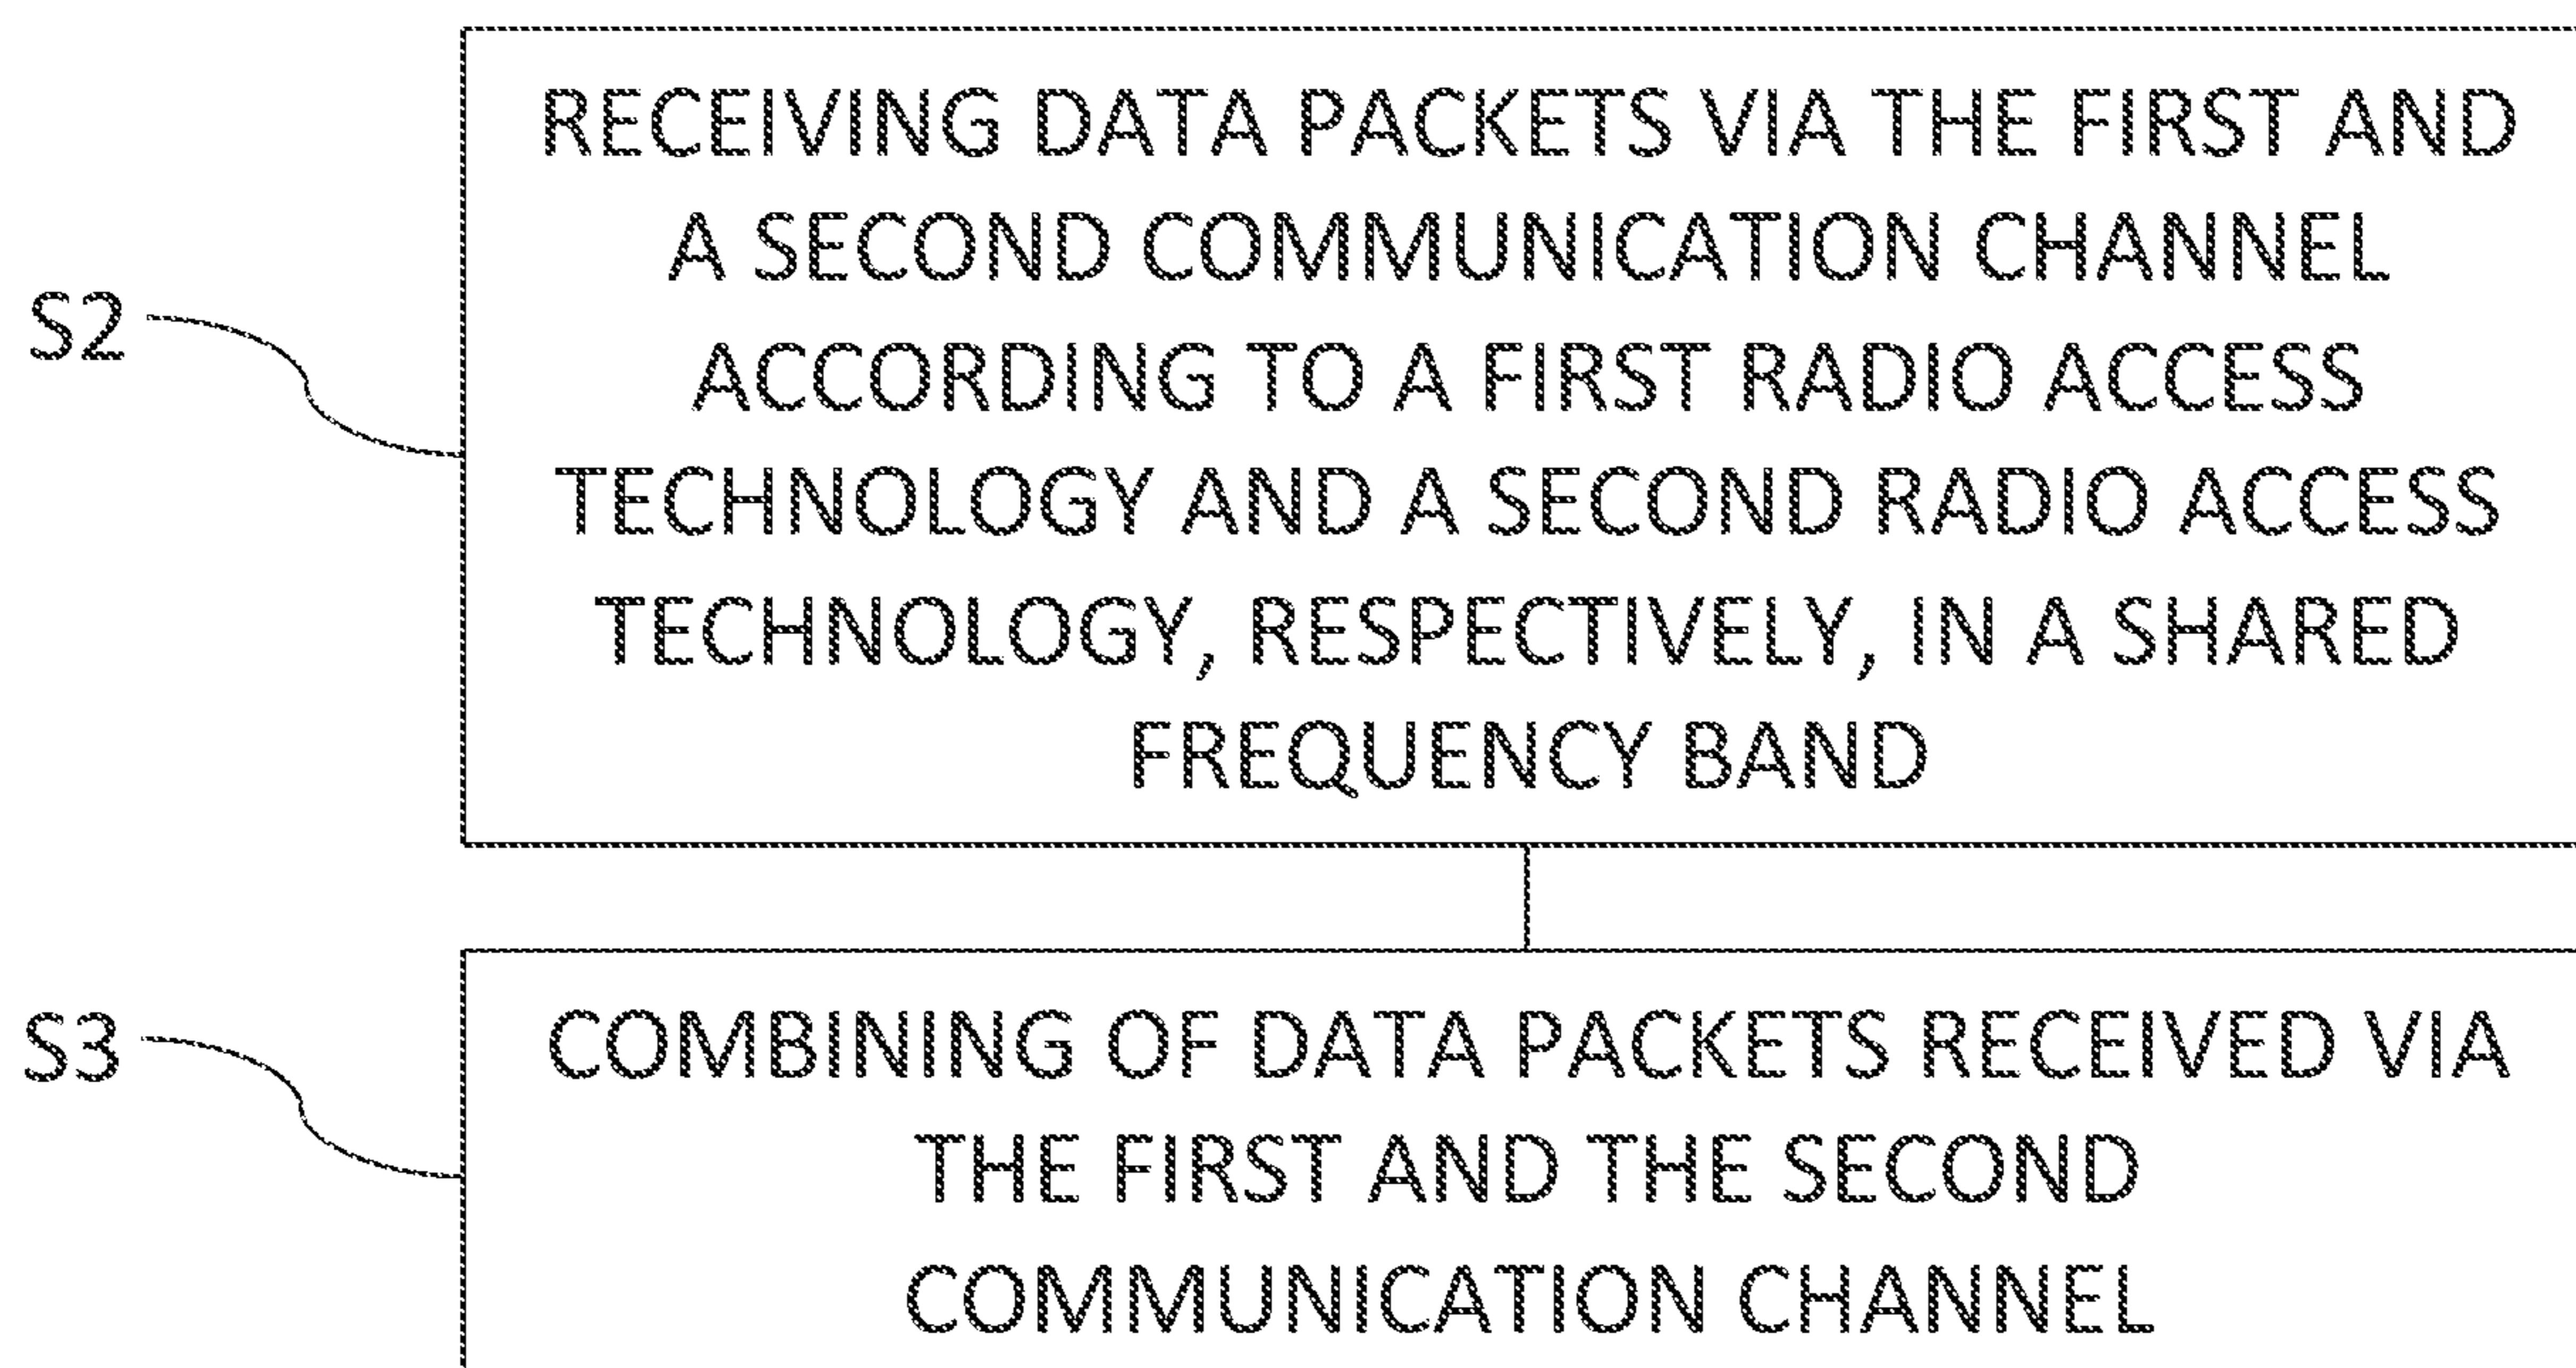 RECEIVING DATA PACKETS VIA THE FIRST AND
A SECOND COMMUNICATION CHANNEL
S2
ACCORDING TO A FIRST RADIO ACCESS
TECHNOLOGY AND A SECOND RADIO ACCESS
TECHNOLOGY, RESPECTIVELY, IN A SHARED
FREQUENCY BAND
S3
COMBINING OF DATA PACKETS RECEIVED VIA
THE FIRST AND THE SECOND
COMMUNICATION CHANNEL